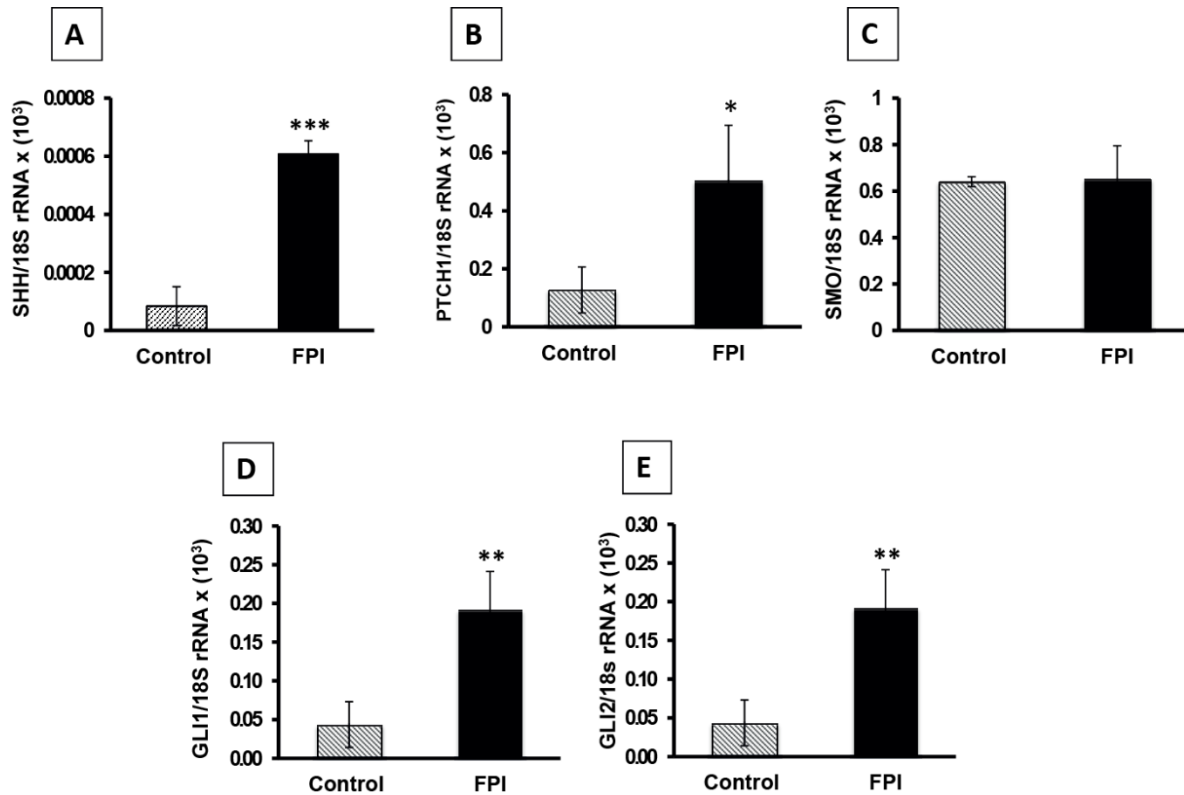 A
SHH/18S rRNA x (10³)
0.0008
0.0006
0.0004
0.0002
0
***
Control FPI
B
PTCH1/18S rRNA x (10³)
0.8
0.6
0.4
0.2
0
*
Control FPI
C
SMO/18S rRNA x (10³)
1
0.8
0.6
0.4
0.2
0
Control FPI
D
GLI1/18S rRNA x (10³)
0.30
0.25
0.20
0.15
0.10
0.05
0.00
**
Control FPI
E
GLI2/18s rRNA x (10³)
0.30
0.25
0.20
0.15
0.10
0.05
0.00
**
Control FPI